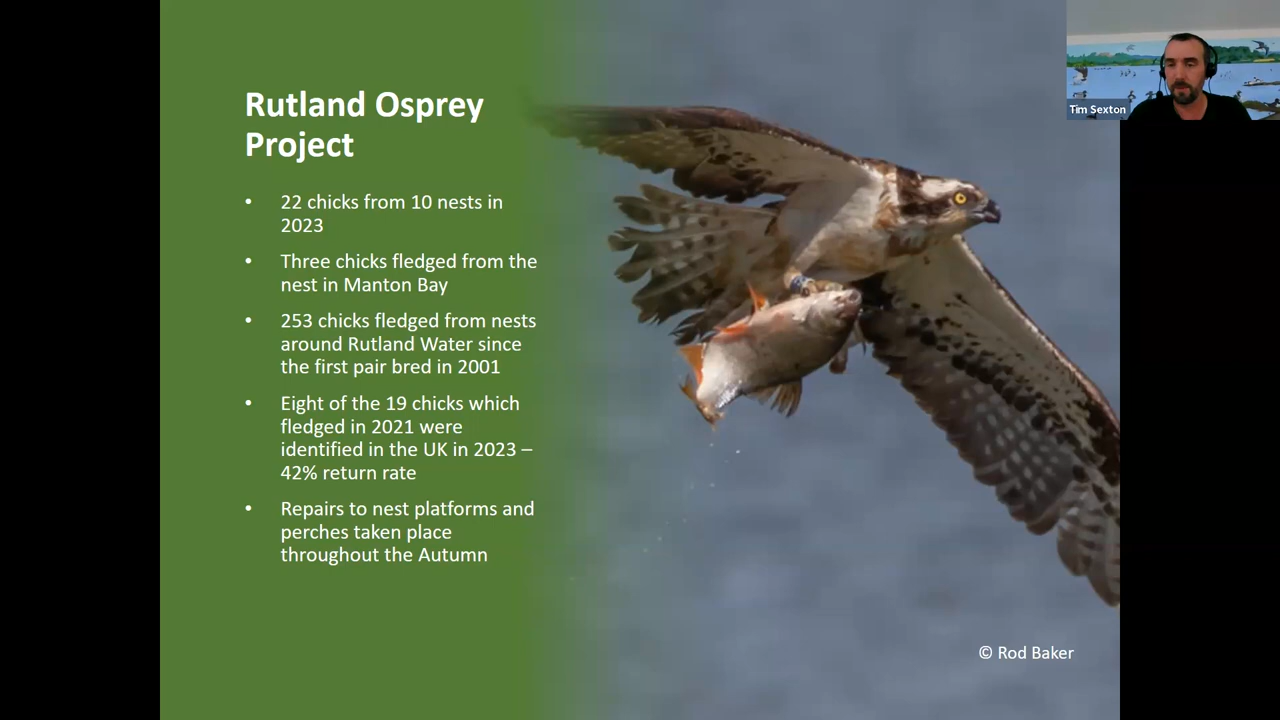 Rutland Osprey
Project
• 22 chicks from 10 nests in
2023
• Three chicks fledged from the
nest in Manton Bay
• 253 chicks fledged from nests
around Rutland Water since
the first pair bred in 2001
• Eight of the 19 chicks which
fledged in 2021 were
identified in the UK in 2023 –
42% return rate
• Repairs to nest platforms and
perches taken place
throughout the Autumn
© Rod Baker
Tim Sexton